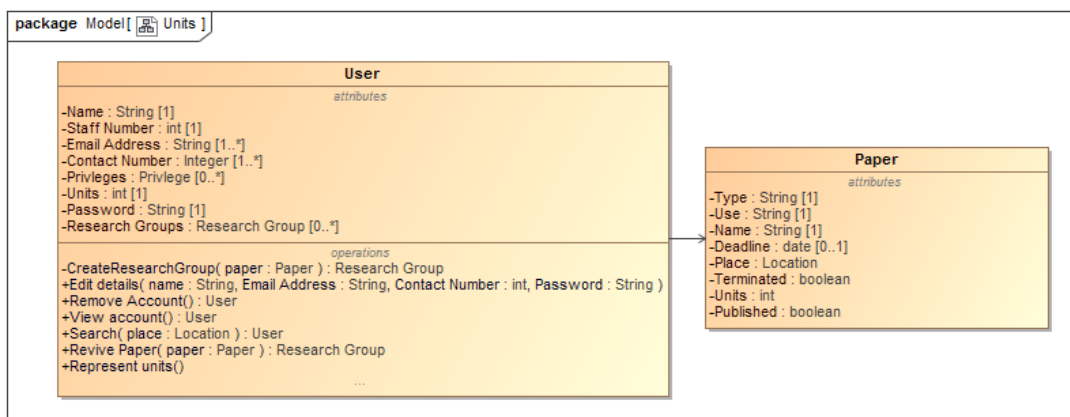 package Model[ Units ]
User
attributes
-Name : String [1]
-Staff Number : int [1]
-Email Address : String [1..*]
-Contact Number : Integer [1..*]
-Privleges : Privlege [0..*]
-Units : int [1]
-Password : String [1]
-Research Groups : Research Group [0..*]
operations
-CreateResearchGroup( paper : Paper ) : Research Group
+Edit details( name : String, Email Address : String, Contact Number : int, Password : String )
+Remove Account() : User
+View account() : User
+Search( place : Location ) : User
+Revive Paper( paper : Paper ) : Research Group
+Represent units()
...
Paper
attributes
-Type : String [1]
-Use : String [1]
-Name : String [1]
-Deadline : date [0..1]
-Place : Location
-Terminated : boolean
-Units : int
-Published : boolean